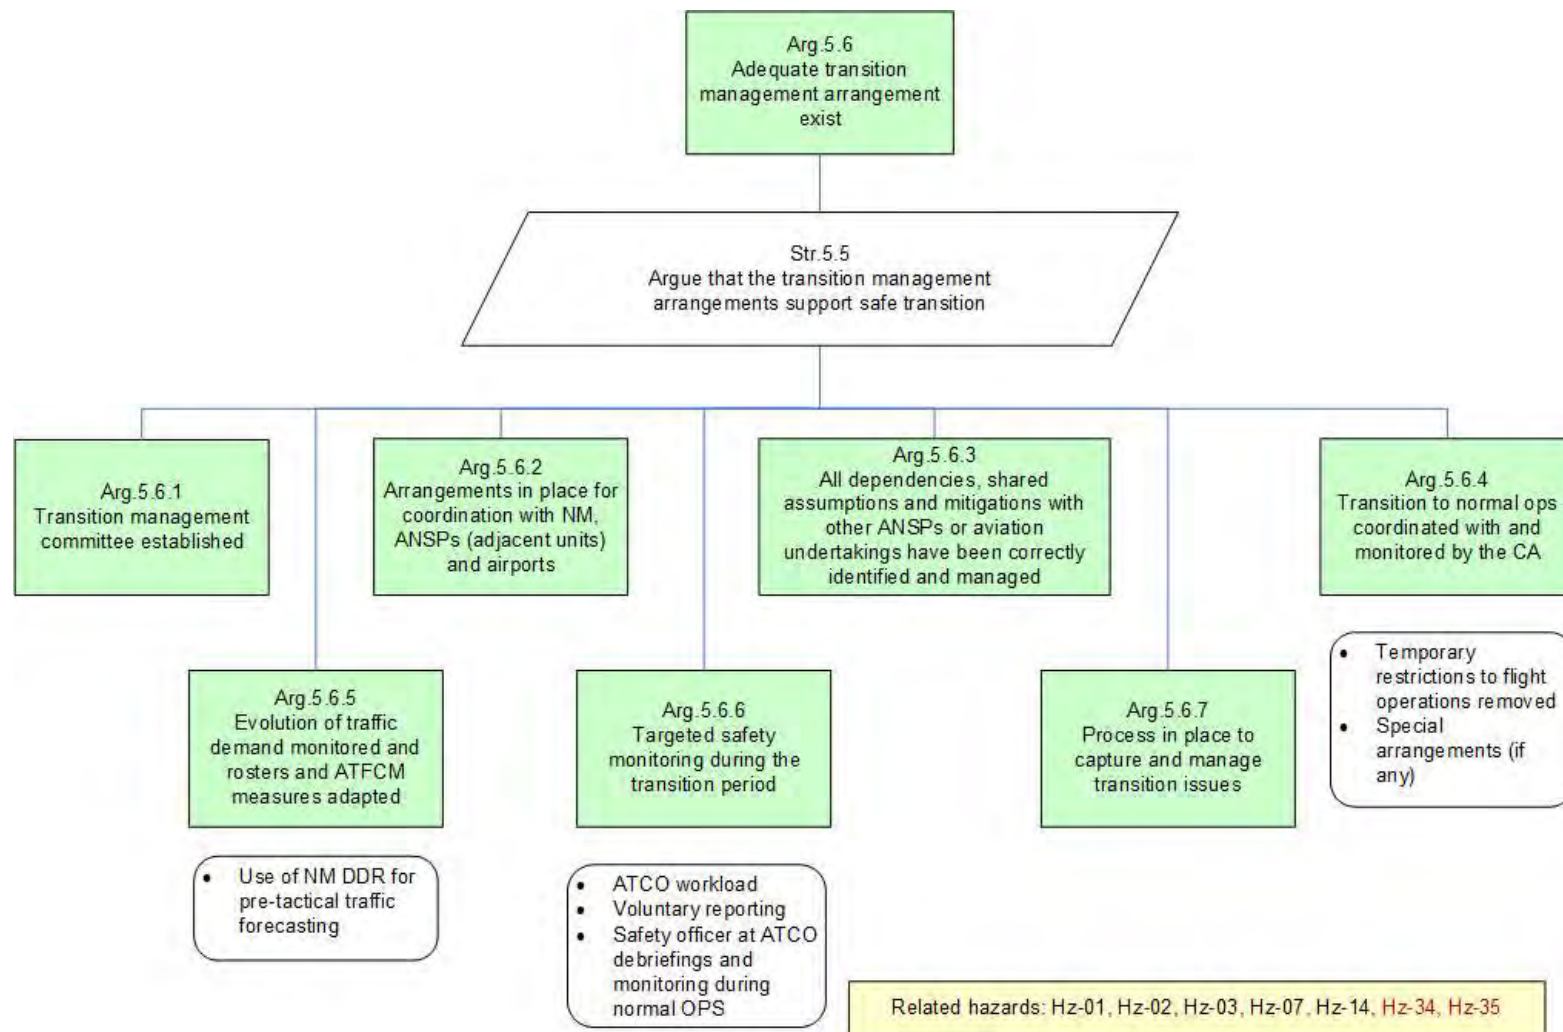 Arg.5.6
Adequate transition
management arrangement
exist
Str.5.5
Argue that the transition management
arrangements support safe transition
Arg.5.6.1
Transition management
committee established
Arg.5.6.2
Arrangements in place for
coordination with NM,
ANSPs (adjacent units)
and airports
Arg.5.6.3
All dependencies, shared
assumptions and mitigations with
other ANSPs or aviation
undertakings have been correctly
identified and managed
Arg.5.6.4
Transition to normal ops
coordinated with and
monitored by the CA
• Temporary
restrictions to flight
operations removed
• Special
arrangements (if
any)
Arg.5.6.5
Evolution of traffic
demand monitored and
rosters and ATFCM
measures adapted
• Use of NM DDR for
pre-tactical traffic
forecasting
Arg.5.6.6
Targeted safety
monitoring during the
transition period
• ATCO workload
• Voluntary reporting
• Safety officer at ATCO
debriefings and
monitoring during
normal OPS
Arg.5.6.7
Process in place to
capture and manage
transition issues
Related hazards: Hz-01, Hz-02, Hz-03, Hz-07, Hz-14, Hz-34, Hz-35